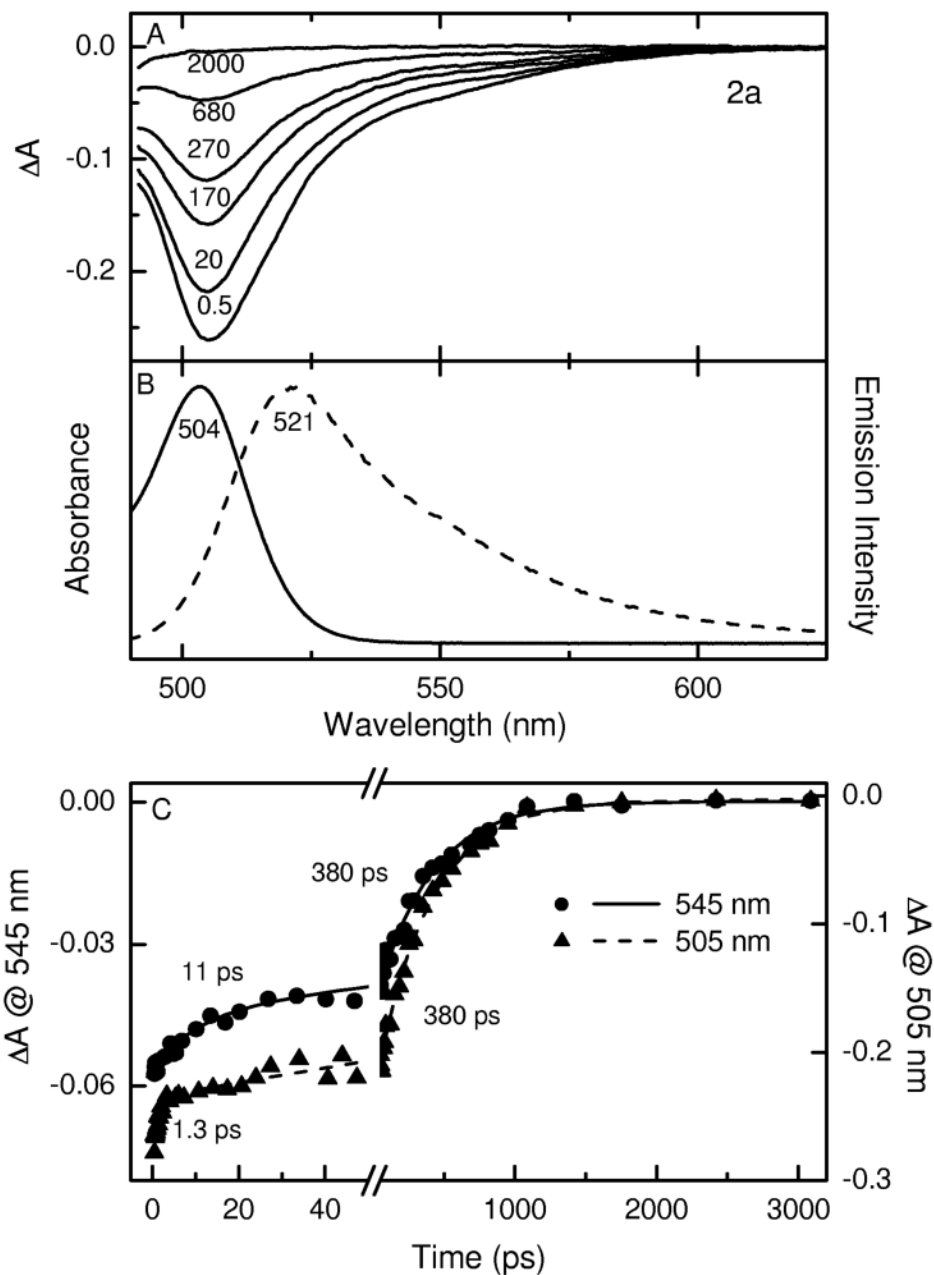 A
0.0
2000
680
2a
270
-0.1
170
ΔA
20
-0.2
0.5
B
504
521
Absorbance
Emission Intensity
500
550
600
Wavelength (nm)
C
0.00
0.0
380 ps
545 nm
505 nm
-0.1
-0.03
11 ps
380 ps
ΔA @ 545 nm
ΔA @ 505 nm
-0.2
-0.06
1.3 ps
-0.3
0
20
40
1000
2000
3000
Time (ps)